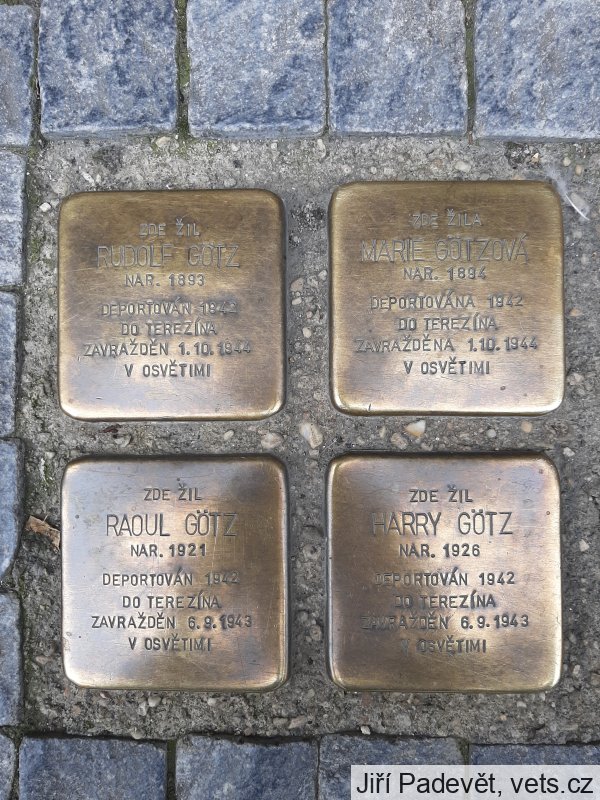 ZDE ŽIL
RUDOLF GÖTZ
NAR. 1893
DEPORTOVÁN 1942
DO TEREZÍNA
ZAVRAŽDĚN 1.10.1944
V OSVĚTIMI
ZDE ŽILA
MARIE GÖTZOVÁ
NAR. 1894
DEPORTOVÁNA 1942
DO TEREZÍNA
ZAVRAŽDĚNA 1.10.1944
V OSVĚTIMI
ZDE ŽIL
RAOUL GÖTZ
NAR. 1921
DEPORTOVÁN 1942
DO TEREZÍNA
ZAVRAŽDĚN 6.9.1943
V OSVĚTIMI
ZDE ŽIL
HARRY GÖTZ
NAR. 1926
DEPORTOVÁN 1942
DO TEREZÍNA
ZAVRAŽDĚN 6.9.1943
V OSVĚTIMI
Jiří Padevět, vets.cz